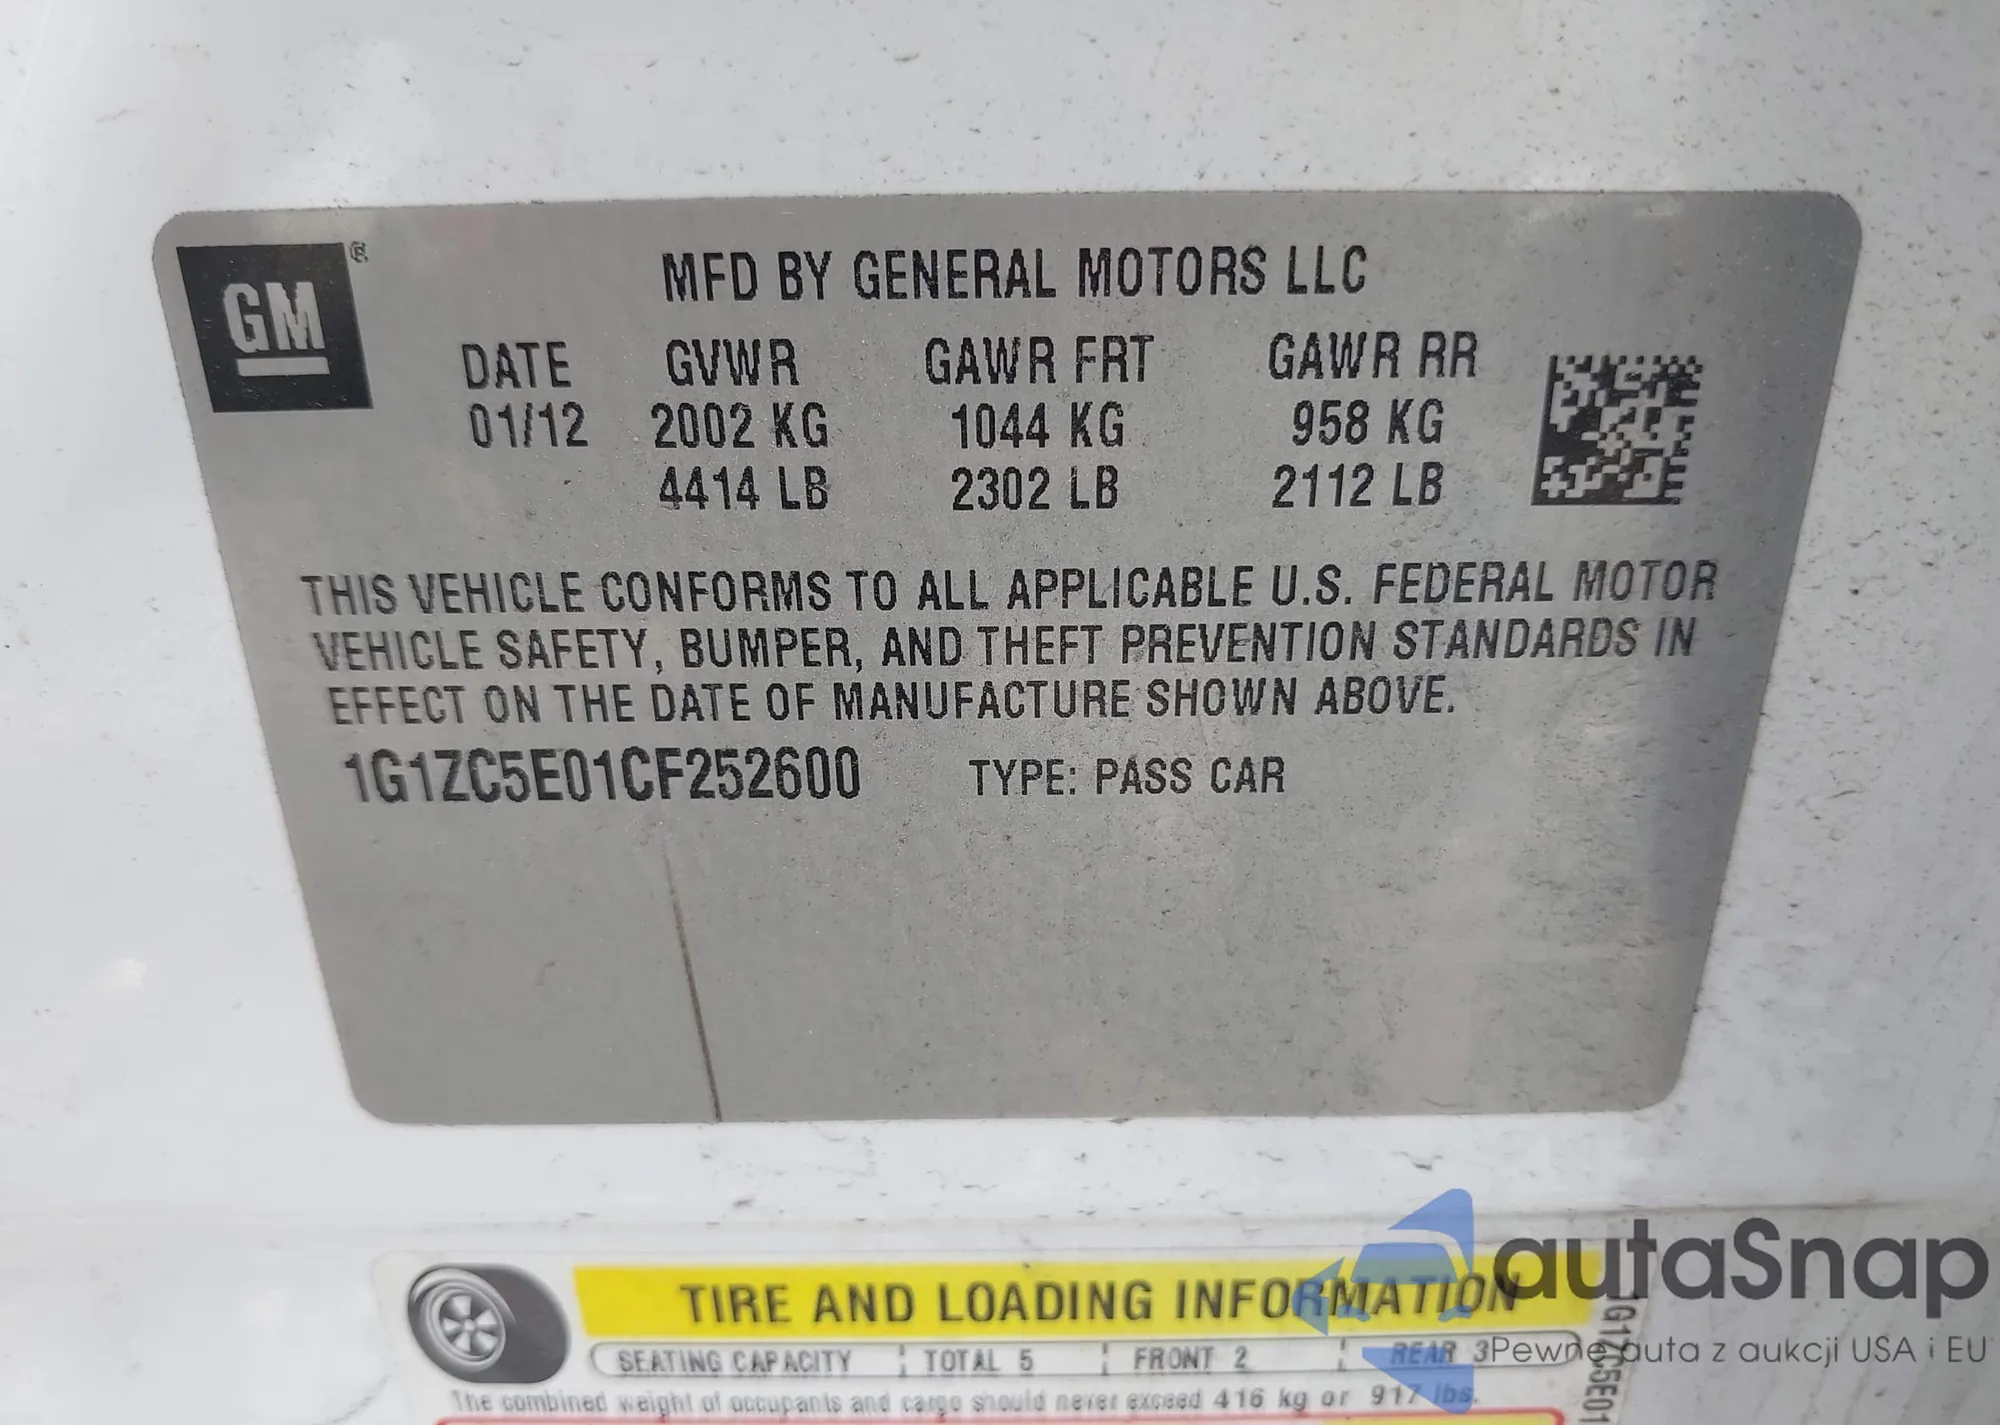 GM ®
MFD BY GENERAL MOTORS LLC
DATE GVWR GAWR FRT GAWR RR
01/12 2002 KG 1044 KG 958 KG
4414 LB 2302 LB 2112 LB
THIS VEHICLE CONFORMS TO ALL APPLICABLE U.S. FEDERAL MOTOR
VEHICLE SAFETY, BUMPER, AND THEFT PREVENTION STANDARDS IN
EFFECT ON THE DATE OF MANUFACTURE SHOWN ABOVE.
1G1ZC5E01CF252600 TYPE: PASS CAR
TIRE AND LOADING INFORMATION
SEATING CAPACITY TOTAL 5 FRONT 2 REAR 3
The combined weight of occupants and cargo should never exceed 416 kg or 917 lbs.
autaSnap
Pewne auta z aukcji USA i EU